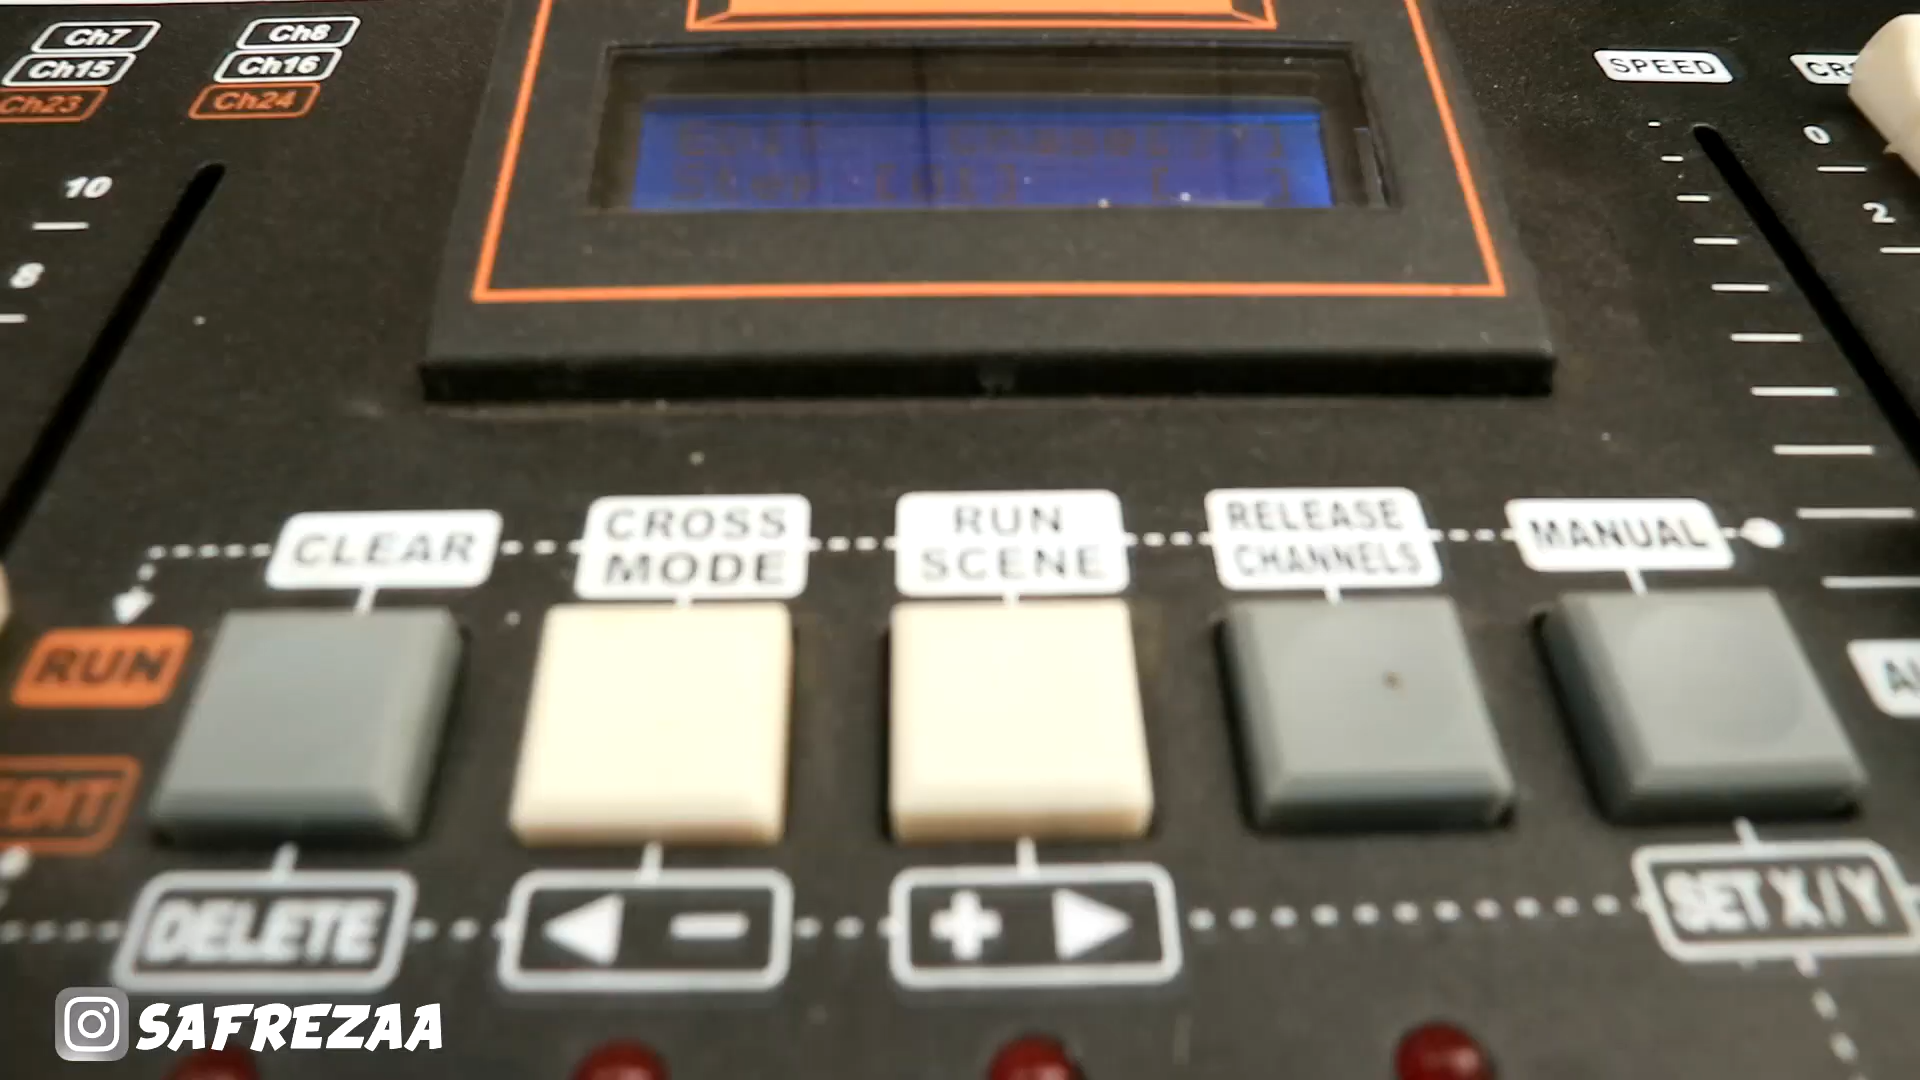 Ch7
Ch15
Ch23
Ch8
Ch16
Ch24
10
8
SPEED
0
2
CLEAR
CROSS
MODE
RUN
SCENE
RELEASE
CHANNELS
MANUAL
RUN
EDIT
DELETE
SET X/Y
SAFREZAA